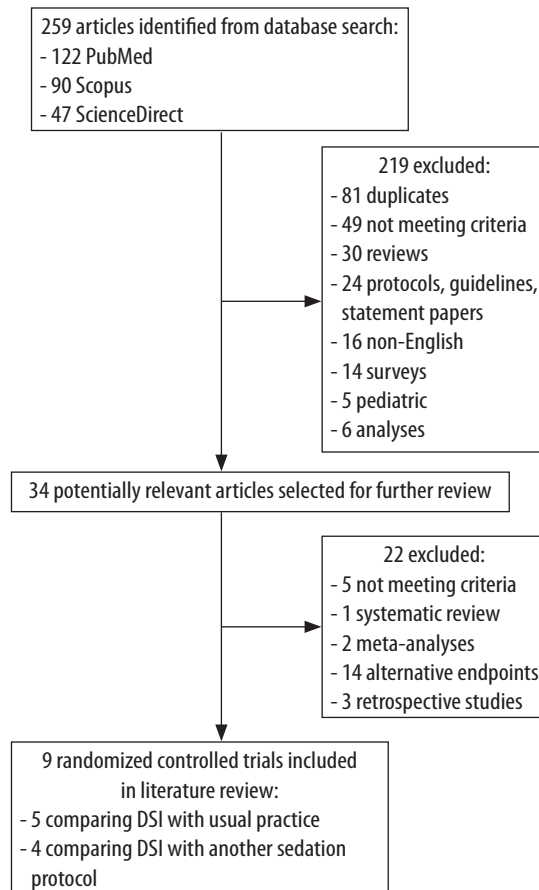 259 articles identified from database search:
- 122 PubMed
- 90 Scopus
- 47 ScienceDirect
219 excluded:
- 81 duplicates
- 49 not meeting criteria
- 30 reviews
- 24 protocols, guidelines,
statement papers
- 16 non-English
- 14 surveys
- 5 pediatric
- 6 analyses
34 potentially relevant articles selected for further review
22 excluded:
- 5 not meeting criteria
- 1 systematic review
- 2 meta-analyses
- 14 alternative endpoints
- 3 retrospective studies
9 randomized controlled trials included
in literature review:
- 5 comparing DSI with usual practice
- 4 comparing DSI with another sedation
protocol